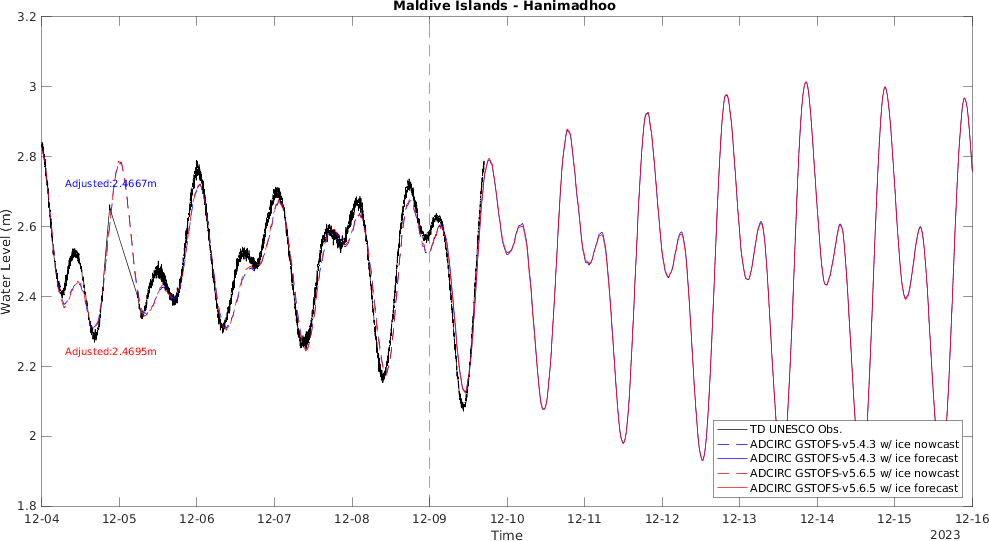 Maldive Islands - Hanimadhoo
3.2
3
2.8
2.6
2.4
2.2
2
1.8
Water Level (m)
Adjusted:2.4667m
Adjusted:2.4695m
TD UNESCO Obs.
ADCIRC GSTOFS-v5.4.3 w/ ice nowcast
ADCIRC GSTOFS-v5.4.3 w/ ice forecast
ADCIRC GSTOFS-v5.6.5 w/ ice nowcast
ADCIRC GSTOFS-v5.6.5 w/ ice forecast
12-04 12-05 12-06 12-07 12-08 12-09 12-10 12-11 12-12 12-13 12-14 12-15 12-16
Time
2023